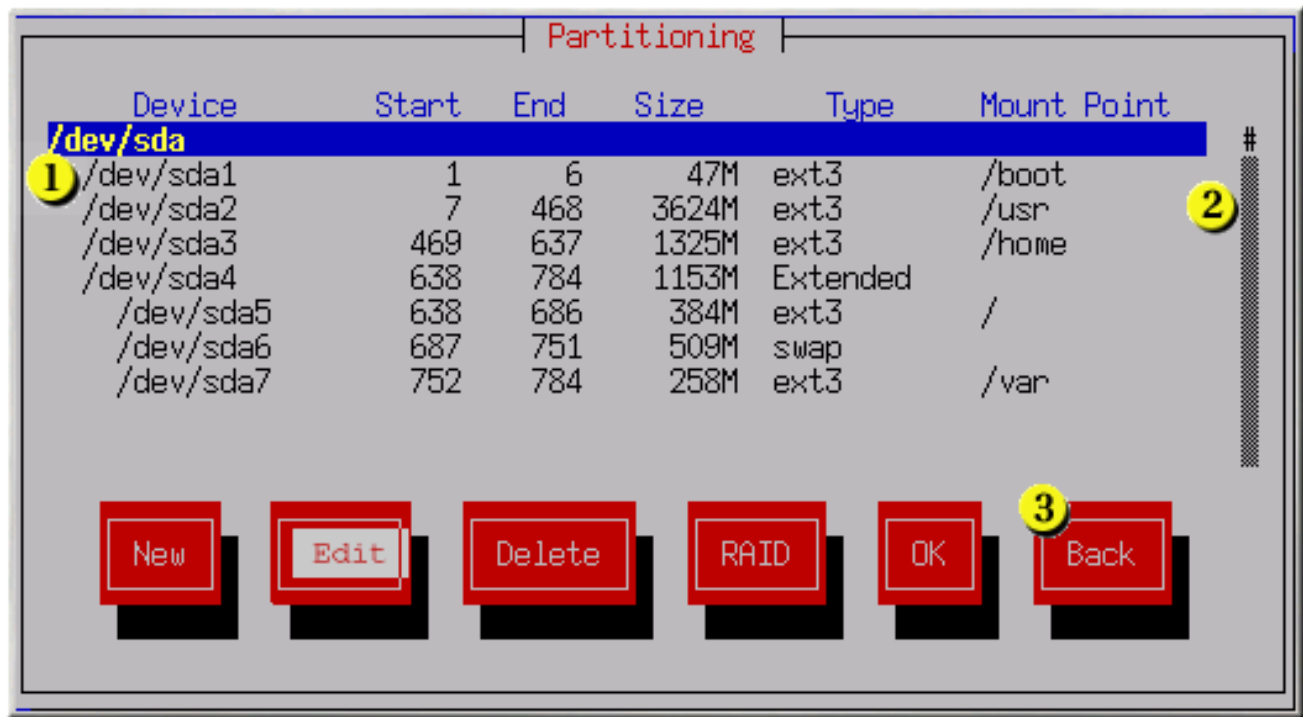 Partitioning
Device Start End Size Type Mount Point
/dev/sda #
1 /dev/sda1 1 6 47M ext3 /boot
/dev/sda2 7 468 3624M ext3 /usr 2
/dev/sda3 469 637 1325M ext3 /home
/dev/sda4 638 784 1153M Extended
/dev/sda5 638 686 384M ext3 /
/dev/sda6 687 751 509M swap
/dev/sda7 752 784 258M ext3 /var
3
New Edit Delete RAID OK Back